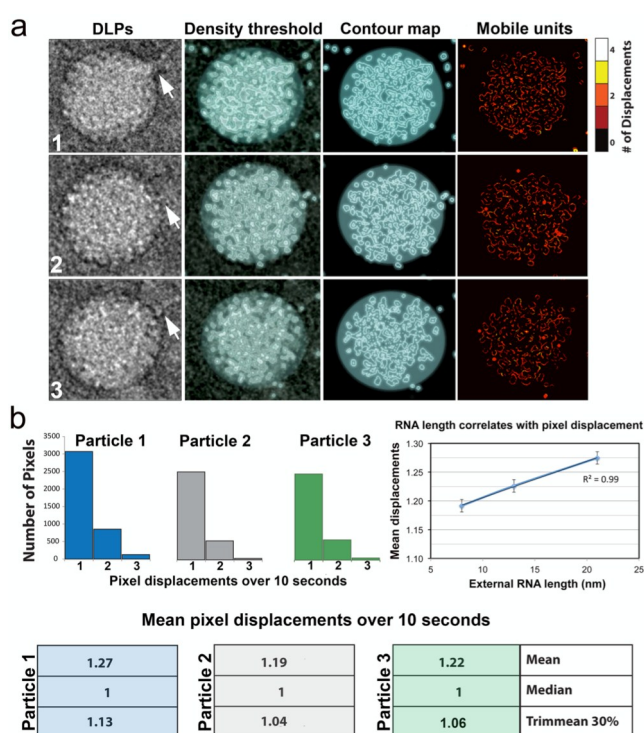 a
DLPs Density threshold Contour map Mobile units
1
2
3
4
2
0
# of Displacements
b
Particle 1 Particle 2 Particle 3
Number of Pixels
3500
3000
2500
2000
1500
1000
500
0
1 2 3 1 2 3 1 2 3
Pixel displacements over 10 seconds
RNA length correlates with pixel displacement
Mean displacements
1.30
1.25
1.20
1.15
1.10
R² = 0.99
5 10 15 20 25
External RNA length (nm)
Mean pixel displacements over 10 seconds
Particle 1
1.27
1
1.13
Particle 2
1.19
1
1.04
Particle 3
1.22 Mean
1 Median
1.06 Trimmean 30%